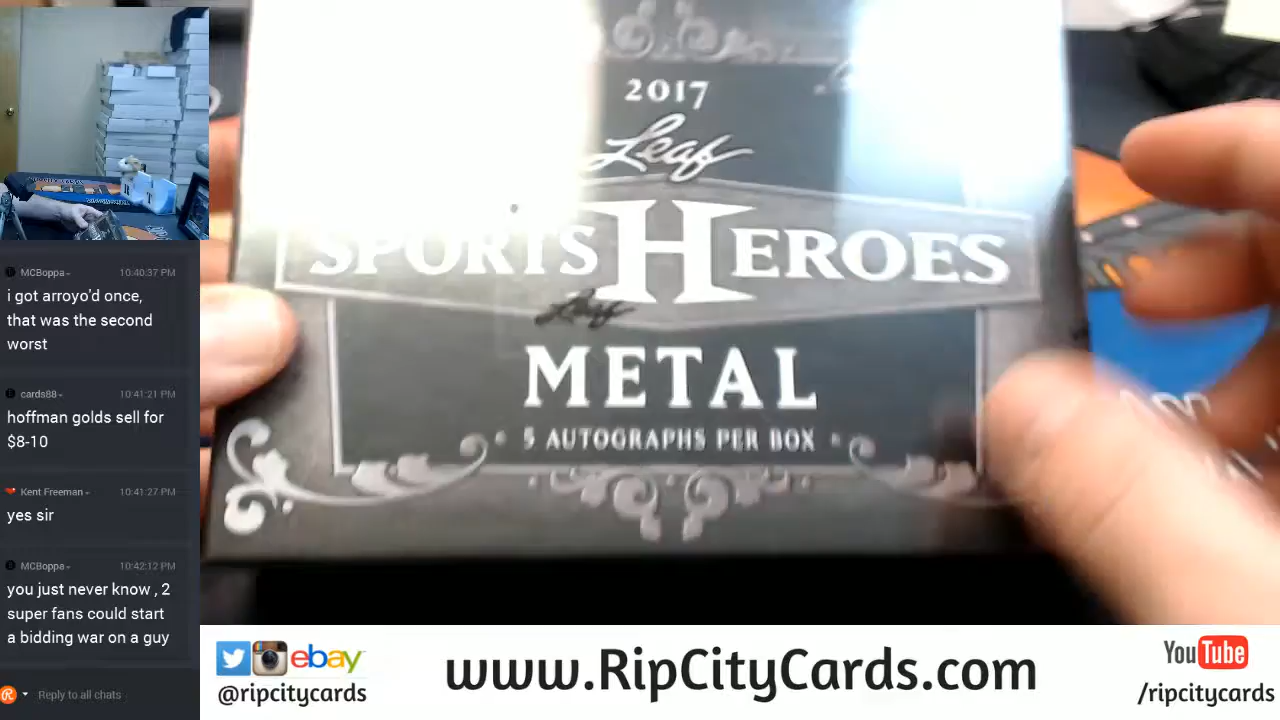 2017
Leaf
SPORTS HEROES
Leaf
METAL
• 5 AUTOGRAPHS PER BOX •
MCBoppa 10:40:37 PM
i got arroyo'd once,
that was the second
worst
cards88 10:41:21 PM
hoffman golds sell for
$8-10
Kent Freeman 10:41:27 PM
yes sir
MCBoppa 10:42:12 PM
you just never know , 2
super fans could start
a bidding war on a guy
Reply to all chats
ebay
@ripcitycards
www.RipCityCards.com
YouTube
/ripcitycards